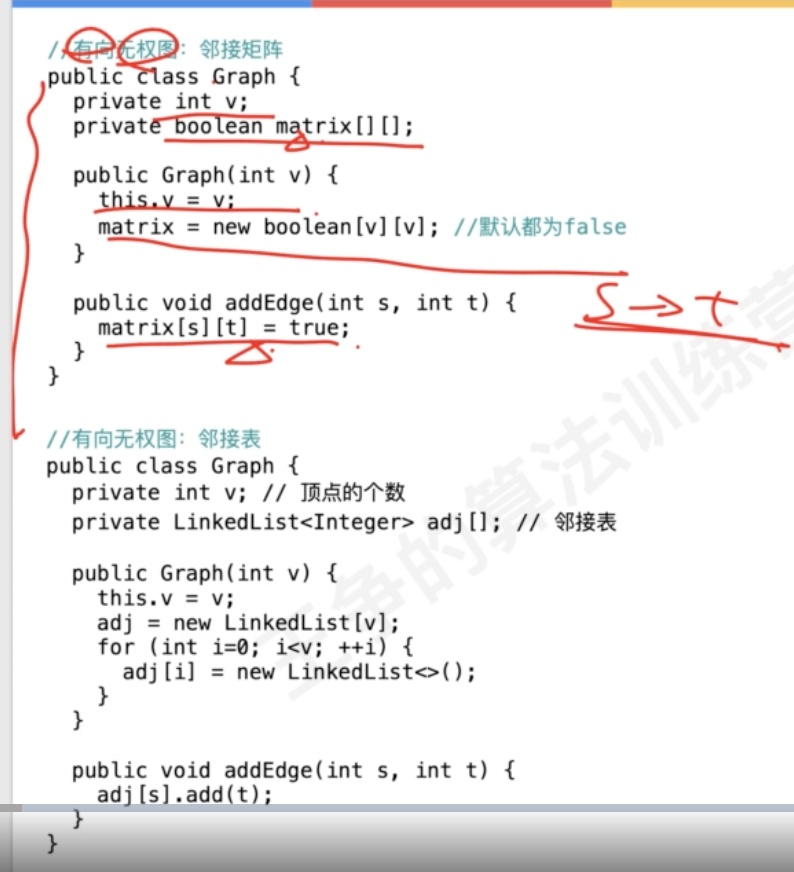 //有向无权图：邻接矩阵
public class Graph {
  private int v;
  private boolean matrix[][];

  public Graph(int v) {
    this.v = v;
    matrix = new boolean[v][v]; //默认都为false
  }

  public void addEdge(int s, int t) {
    matrix[s][t] = true;
  }
}
S → t

//有向无权图：邻接表
public class Graph {
  private int v; // 顶点的个数
  private LinkedList<Integer> adj[]; // 邻接表

  public Graph(int v) {
    this.v = v;
    adj = new LinkedList[v];
    for (int i=0; i<v; ++i) {
      adj[i] = new LinkedList<>();
    }
  }

  public void addEdge(int s, int t) {
    adj[s].add(t);
  }
}
王争的算法训练营